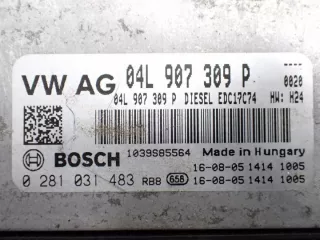 VW AG 04L 907 309 P ----
04L 907 309 P DIESEL EDC17C74 0020
HW: H24
BOSCH 1039S85564 Made in Hungary
16-08-05 1414 1005
0 281 031 483 RBB 658 16-08-05 1414 1005